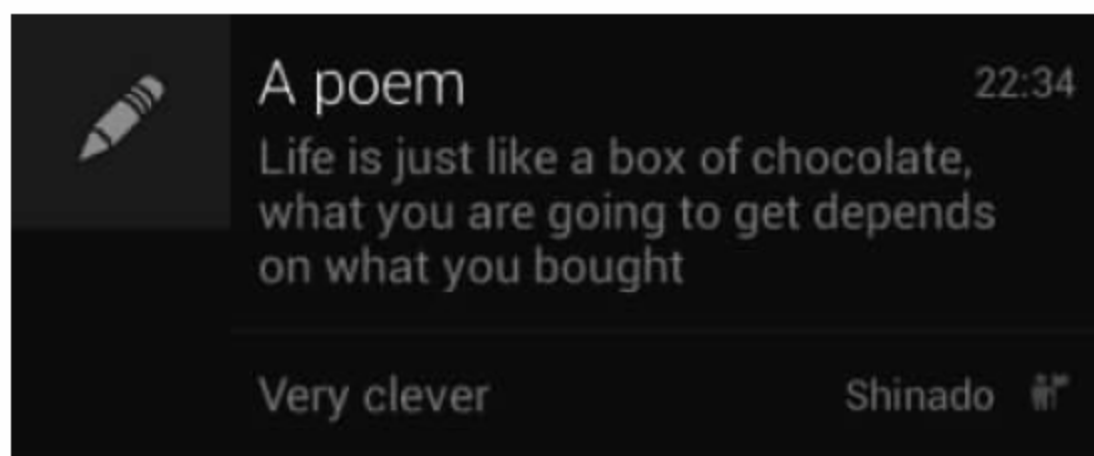 A poem 22:34
Life is just like a box of chocolate,
what you are going to get depends
on what you bought
Very clever Shinado